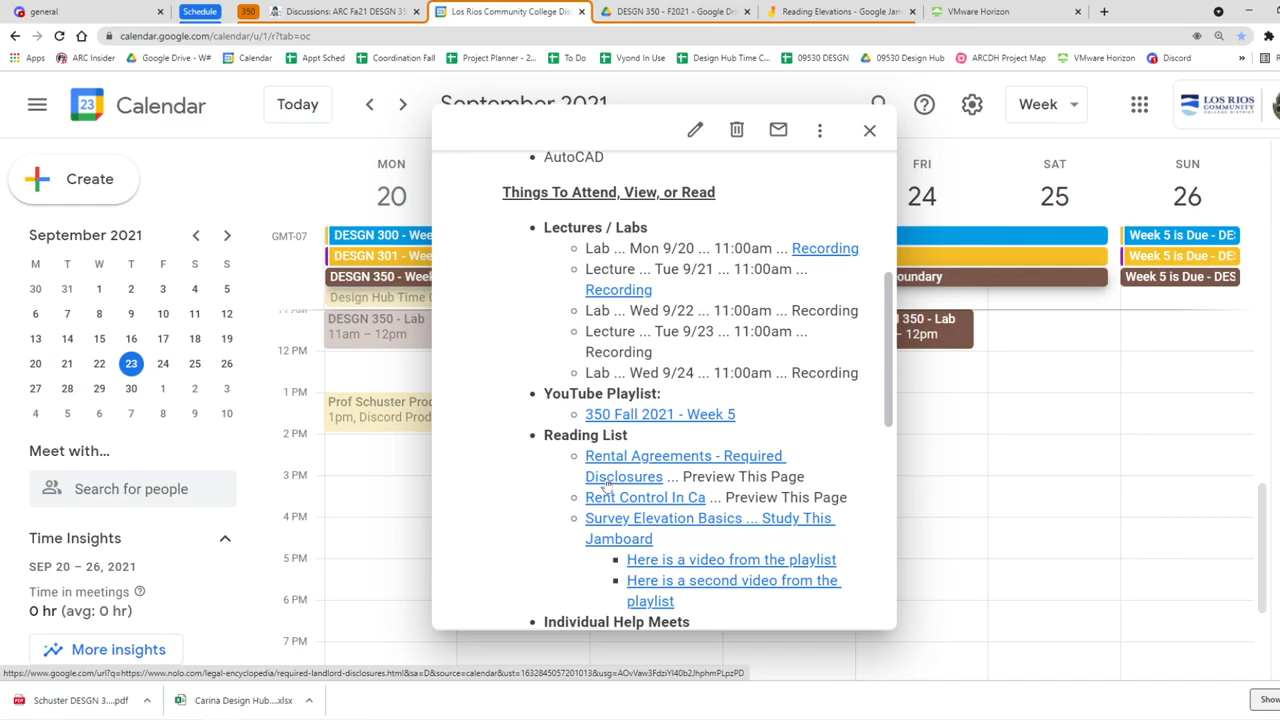 general
Schedule
350
Discussions: ARC Fa21 DESGN 35
Los Rios Community College Dis
DESGN 350 - F2021 - Google Dri
Reading Elevations - Google Jam
VMware Horizon
calendar.google.com/calendar/u/1/r?tab=oc
Apps
ARC Insider
Google Drive - W#
Calendar
Appt Sched
Coordination Fall
Project Planner - 2...
To Do
Vyond In Use
Design Hub Time C...
09530 DESGN
09530 Design Hub
ARCDH Project Map
VMware Horizon
Discord
»
23
Calendar
Today
September 2021
Week
LOS RIOS
COMMUNITY
COLLEGE DISTRICT
Create
September 2021
M T W T F S S
30 31 1 2 3 4 5
6 7 8 9 10 11 12
13 14 15 16 17 18 19
20 21 22 23 24 25 26
27 28 29 30 1 2 3
4 5 6 7 8 9 10
Meet with...
Search for people
Time Insights
SEP 20 – 26, 2021
Time in meetings
0 hr (avg: 0 hr)
More insights
MON
20
FRI
24
SAT
25
SUN
26
GMT-07
DESGN 300 - Wee
DESGN 301 - Wee
DESGN 350 - Week
Design Hub Time C
DESGN 350 - Lab
11am – 12pm
Prof Schuster Proc
1pm, Discord Prod
oundary
350 - Lab
– 12pm
Week 5 is Due - DES
Week 5 is Due - DES
Week 5 is Due - DES
11 AM
12 PM
1 PM
2 PM
3 PM
4 PM
5 PM
6 PM
7 PM
• AutoCAD
Things To Attend, View, or Read
• Lectures / Labs
Lab ... Mon 9/20 ... 11:00am ... Recording
Lecture ... Tue 9/21 ... 11:00am ...
Recording
Lab ... Wed 9/22 ... 11:00am ... Recording
Lecture ... Tue 9/23 ... 11:00am ...
Recording
Lab ... Wed 9/24 ... 11:00am ... Recording
• YouTube Playlist:
350 Fall 2021 - Week 5
• Reading List
Rental Agreements - Required
Disclosures ... Preview This Page
Rent Control In Ca ... Preview This Page
Survey Elevation Basics ... Study This
Jamboard
Here is a video from the playlist
Here is a second video from the
playlist
• Individual Help Meets
Schuster DESGN 3....pdf
Carina Design Hub....xlsx
Show